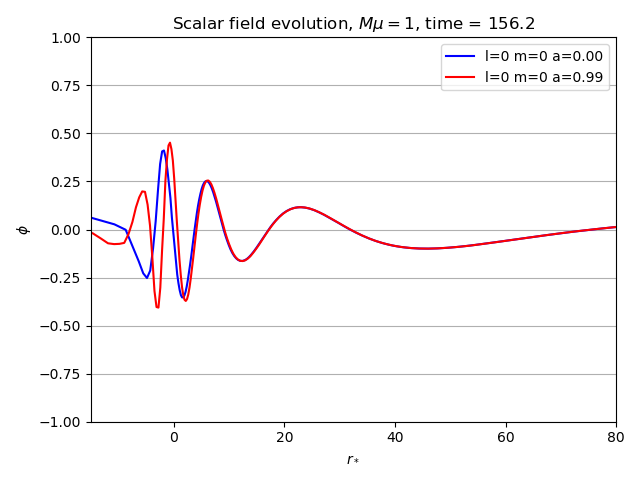 Scalar field evolution, Mμ = 1, time = 156.2
1.00
0.75
0.50
0.25
0.00
−0.25
−0.50
−0.75
−1.00
ϕ
l=0 m=0 a=0.00
l=0 m=0 a=0.99
0 20 40 60 80
r*